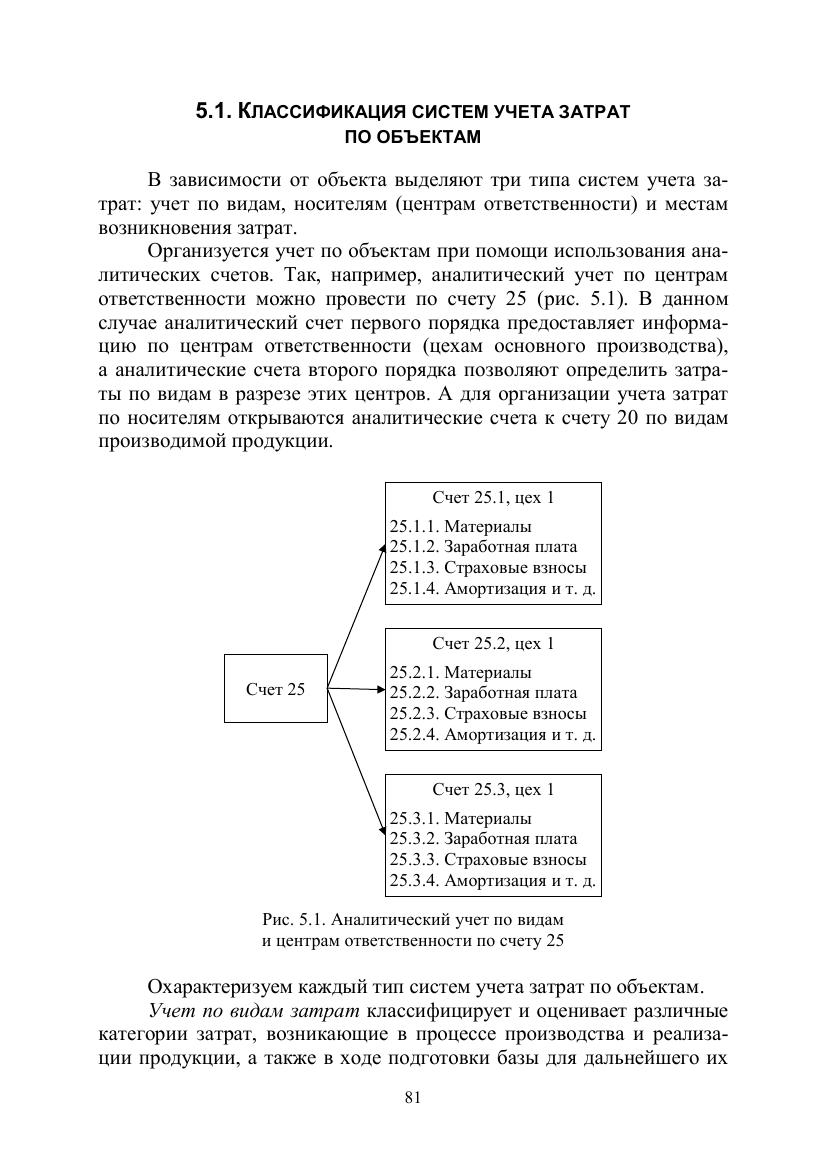 5.1. Классификация систем учета затрат
по объектам
В зависимости от объекта выделяют три типа систем учета за-
трат: учет по видам, носителям (центрам ответственности) и местам
возникновения затрат.
Организуется учет по объектам при помощи использования ана-
литических счетов. Так, например, аналитический учет по центрам
ответственности можно провести по счету 25 (рис. 5.1). В данном
случае аналитический счет первого порядка предоставляет информа-
цию по центрам ответственности (цехам основного производства),
а аналитические счета второго порядка позволяют определить затра-
ты по видам в разрезе этих центров. А для организации учета затрат
по носителям открываются аналитические счета к счету 20 по видам
производимой продукции.
Счет 25.1, цех 1
25.1.1. Материалы
25.1.2. Заработная плата
25.1.3. Страховые взносы
25.1.4. Амортизация и т. д.
Счет 25
Счет 25.2, цех 1
25.2.1. Материалы
25.2.2. Заработная плата
25.2.3. Страховые взносы
25.2.4. Амортизация и т. д.
Счет 25.3, цех 1
25.3.1. Материалы
25.3.2. Заработная плата
25.3.3. Страховые взносы
25.3.4. Амортизация и т. д.
Рис. 5.1. Аналитический учет по видам
и центрам ответственности по счету 25
Охарактеризуем каждый тип систем учета затрат по объектам.
Учет по видам затрат классифицирует и оценивает различные
категории затрат, возникающие в процессе производства и реализа-
ции продукции, а также в ходе подготовки базы для дальнейшего их
81